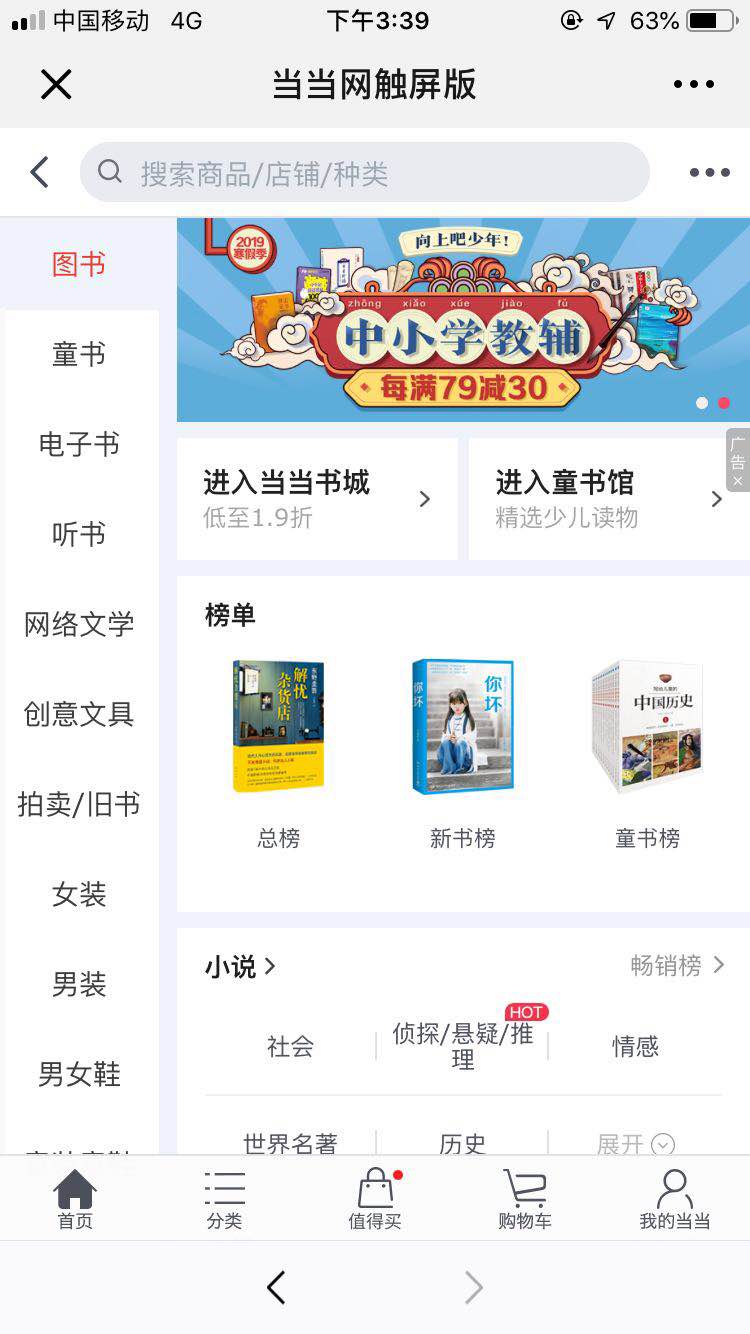 中国移动 4G 下午3:39 63%
当当网触屏版
搜索商品/店铺/种类
图书
童书
电子书
听书
网络文学
创意文具
拍卖/旧书
女装
男装
男女鞋
2019
寒假季
向上吧少年!
zhōng xiǎo xúe jiào fǔ
中小学教辅
每满79减30
广告
进入当当书城
低至1.9折
进入童书馆
精选少儿读物
榜单
东野圭吾
解忧
杂货店
你坏
你坏
写给儿童的
中国历史
1
总榜
新书榜
童书榜
小说
畅销榜
社会
HOT
侦探/悬疑/推
理
情感
世界名著
历史
展开
首页
分类
值得买
购物车
我的当当